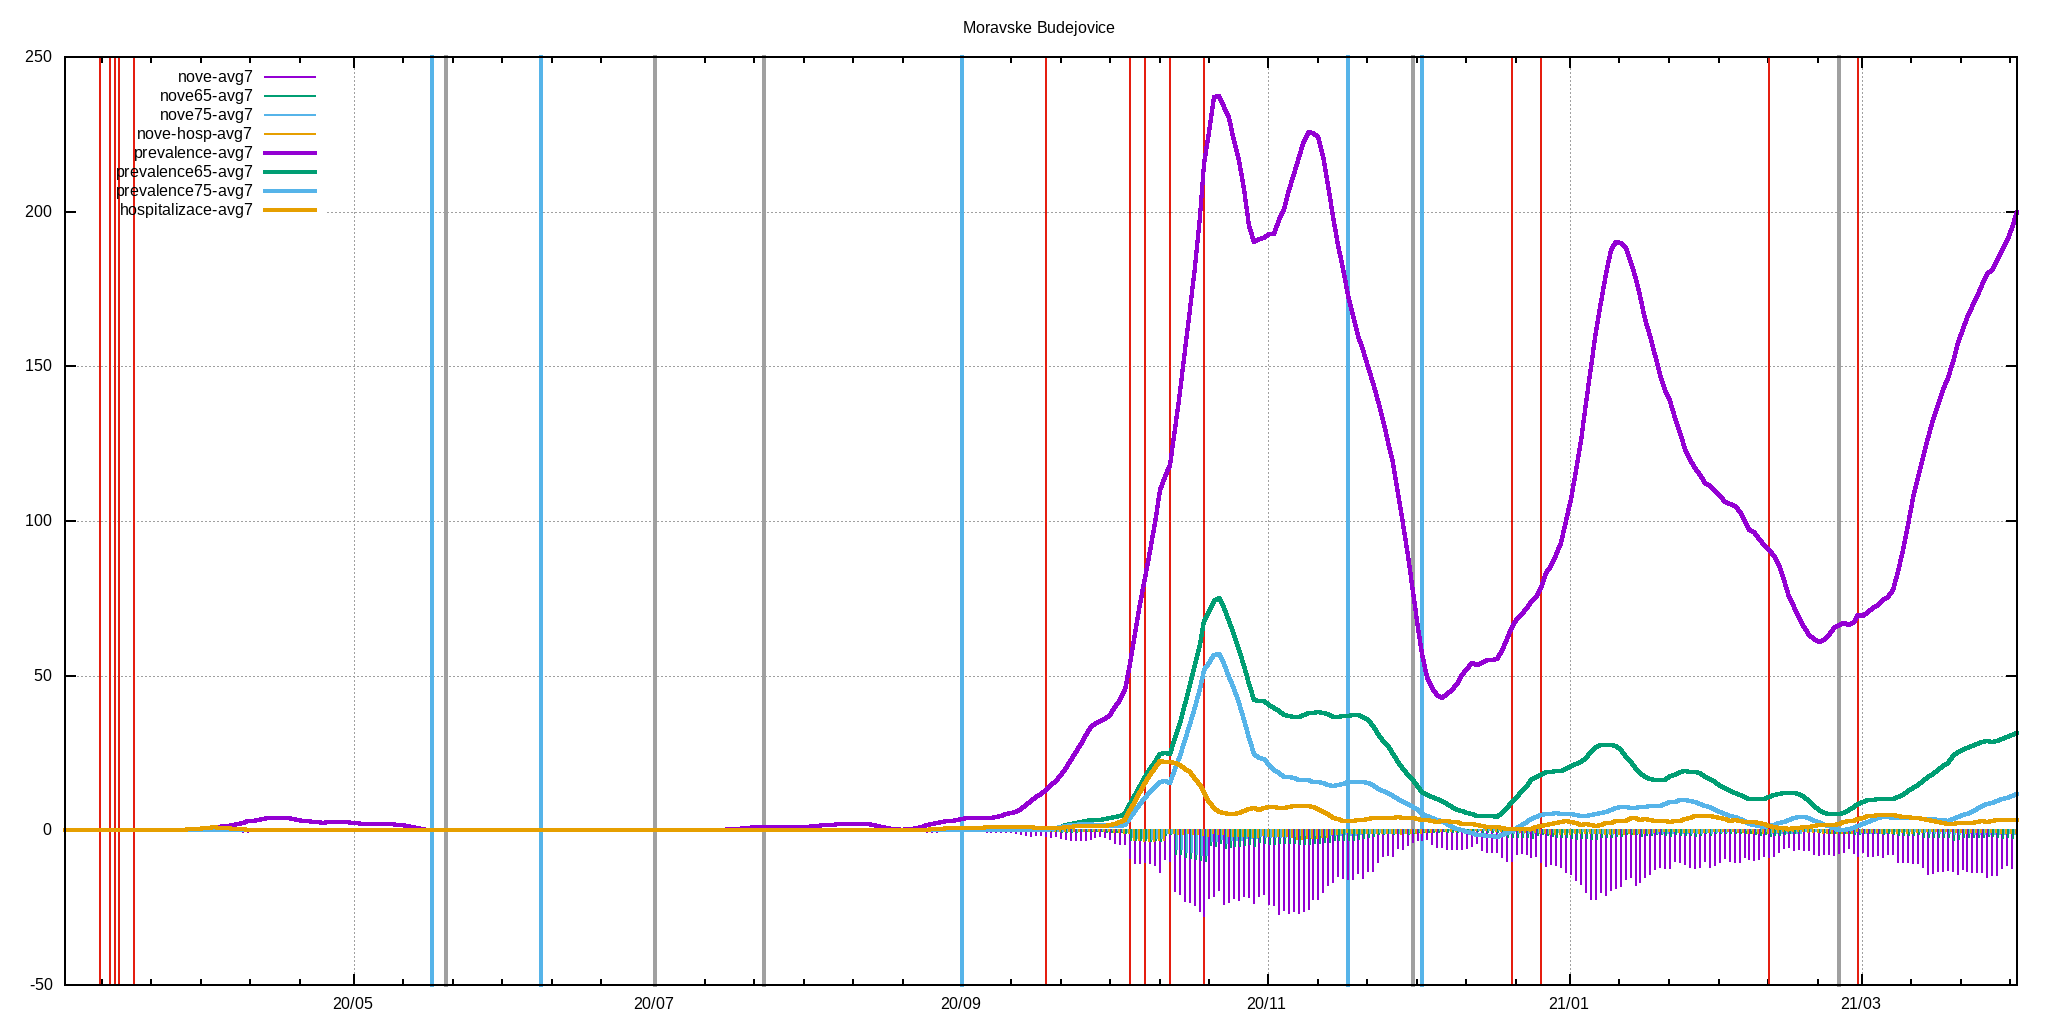 Moravske Budejovice
250
200
150
100
50
0
-50
nove-avg7
nove65-avg7
nove75-avg7
nove-hosp-avg7
prevalence-avg7
prevalence65-avg7
prevalence75-avg7
hospitalizace-avg7
20/05
20/07
20/09
20/11
21/01
21/03